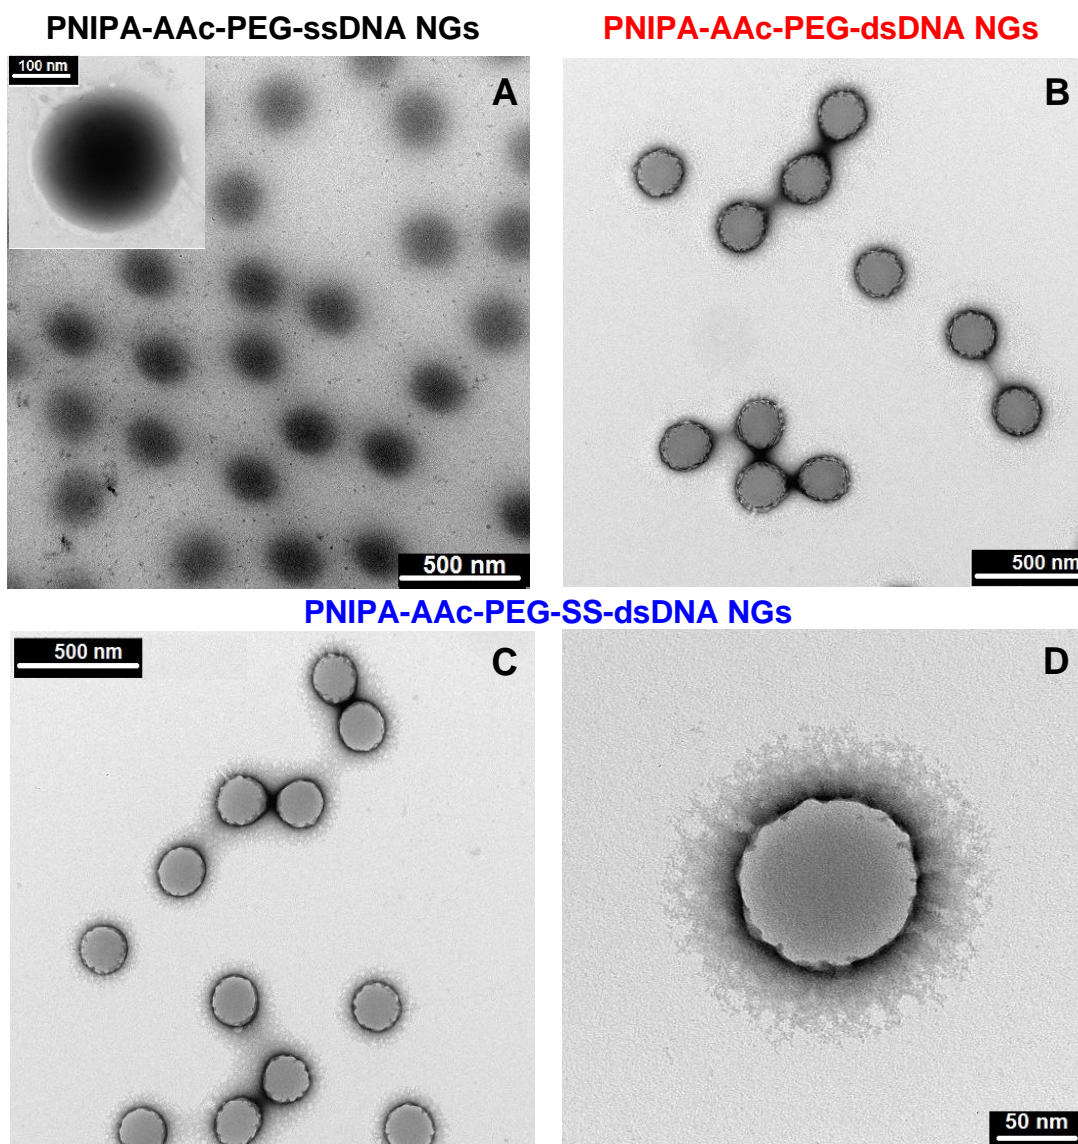 PNIPA-AAc-PEG-ssDNA NGs
PNIPA-AAc-PEG-dsDNA NGs
100 nm
A
B
500 nm
500 nm
PNIPA-AAc-PEG-SS-dsDNA NGs
500 nm
C
D
50 nm